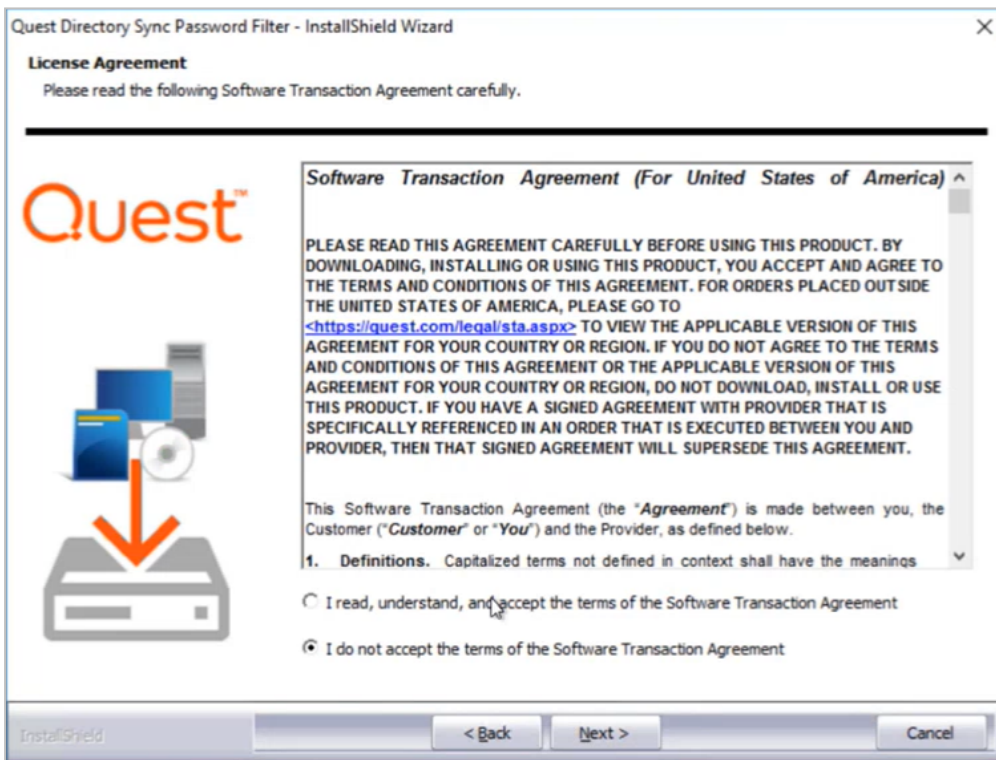 Quest Directory Sync Password Filter - InstallShield Wizard
License Agreement
Please read the following Software Transaction Agreement carefully.
Quest™
Software Transaction Agreement (For United States of America)
PLEASE READ THIS AGREEMENT CAREFULLY BEFORE USING THIS PRODUCT. BY
DOWNLOADING, INSTALLING OR USING THIS PRODUCT, YOU ACCEPT AND AGREE TO
THE TERMS AND CONDITIONS OF THIS AGREEMENT. FOR ORDERS PLACED OUTSIDE
THE UNITED STATES OF AMERICA, PLEASE GO TO
<https://quest.com/legal/sta.aspx> TO VIEW THE APPLICABLE VERSION OF THIS
AGREEMENT FOR YOUR COUNTRY OR REGION. IF YOU DO NOT AGREE TO THE TERMS
AND CONDITIONS OF THIS AGREEMENT OR THE APPLICABLE VERSION OF THIS
AGREEMENT FOR YOUR COUNTRY OR REGION, DO NOT DOWNLOAD, INSTALL OR USE
THIS PRODUCT. IF YOU HAVE A SIGNED AGREEMENT WITH PROVIDER THAT IS
SPECIFICALLY REFERENCED IN AN ORDER THAT IS EXECUTED BETWEEN YOU AND
PROVIDER, THEN THAT SIGNED AGREEMENT WILL SUPERSEDE THIS AGREEMENT.
This Software Transaction Agreement (the “Agreement”) is made between you, the
Customer (“Customer” or “You”) and the Provider, as defined below.
1. Definitions. Capitalized terms not defined in context shall have the meanings
I read, understand, and accept the terms of the Software Transaction Agreement
I do not accept the terms of the Software Transaction Agreement
InstallShield
< Back
Next >
Cancel